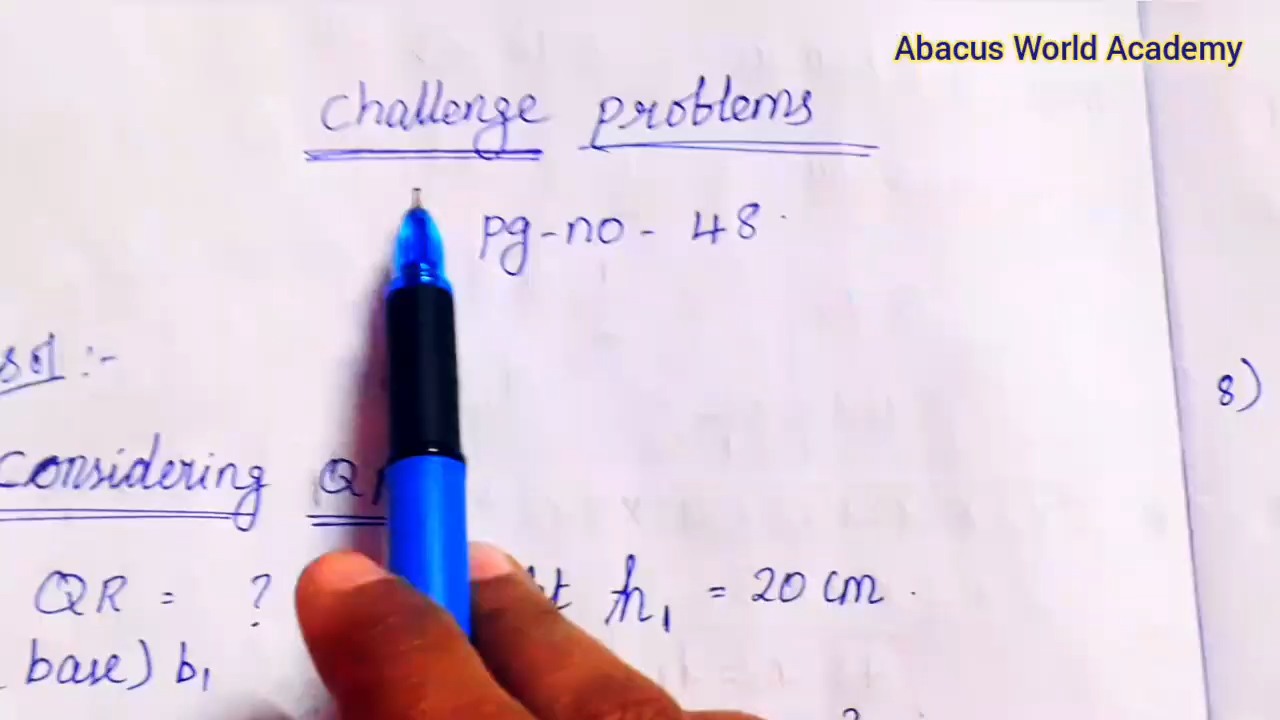 Abacus World Academy
Challenge problems
pg-no- 48.
sol :-
8)
Considering
QR = ? h₁ = 20 cm.
base) b₁